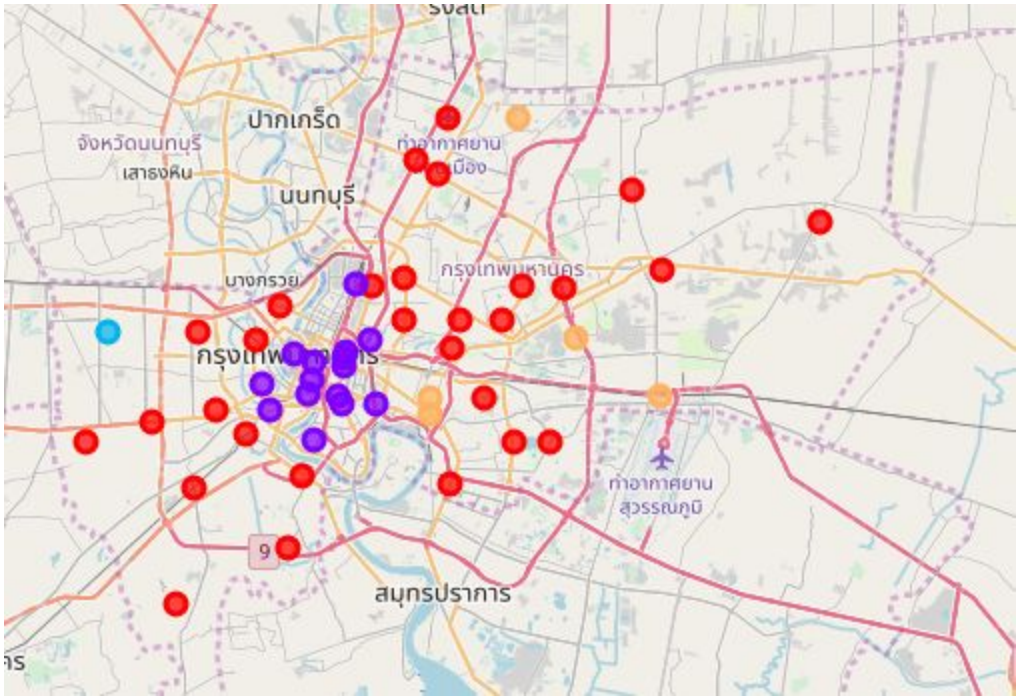 รังสิต
ปากเกร็ด
จังหวัดนนทบุรี
ท่าอากาศยาน
เสาธงหิน
นนทบุรี
กรุงเทพมหานคร
บางกรวย
ท่าอากาศยาน
สุวรรณภูมิ
9
สมุทรปราการ